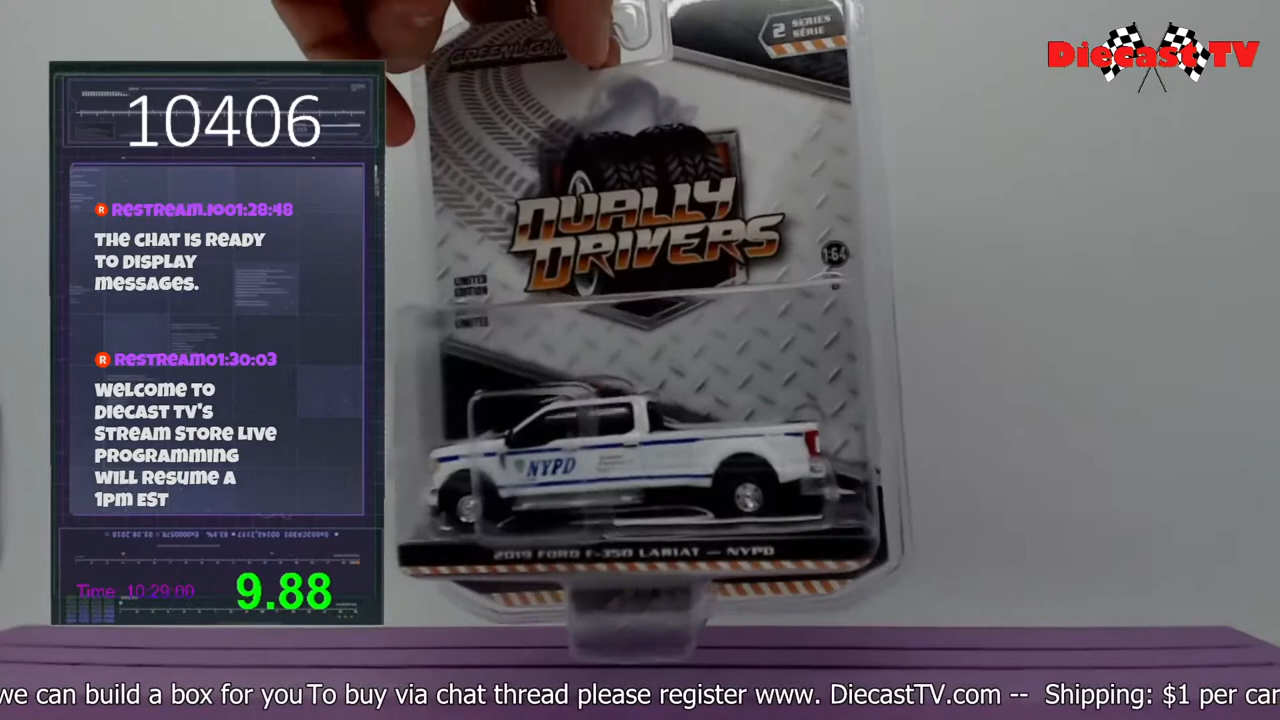 10406
Restream.io01:28:48
THE CHAT IS READY
TO DISPLAY
MESSAGES.
Restream01:30:03
WELCOME TO
DIECAST TV'S
STREAM STORE LIVE
PROGRAMMING
WILL RESUME A
1PM EST
Time 10:29:00
9.88
Diecast TV
2 SERIES
SÉRIE
GREENLIGHT
DUALLY
DRIVERS
1:64
LIMITED
EDITION
NYPD
2019 FORD F-350 LARIAT — NYPD
we can build a box for you To buy via chat thread please register www. DiecastTV.com -- Shipping: $1 per car